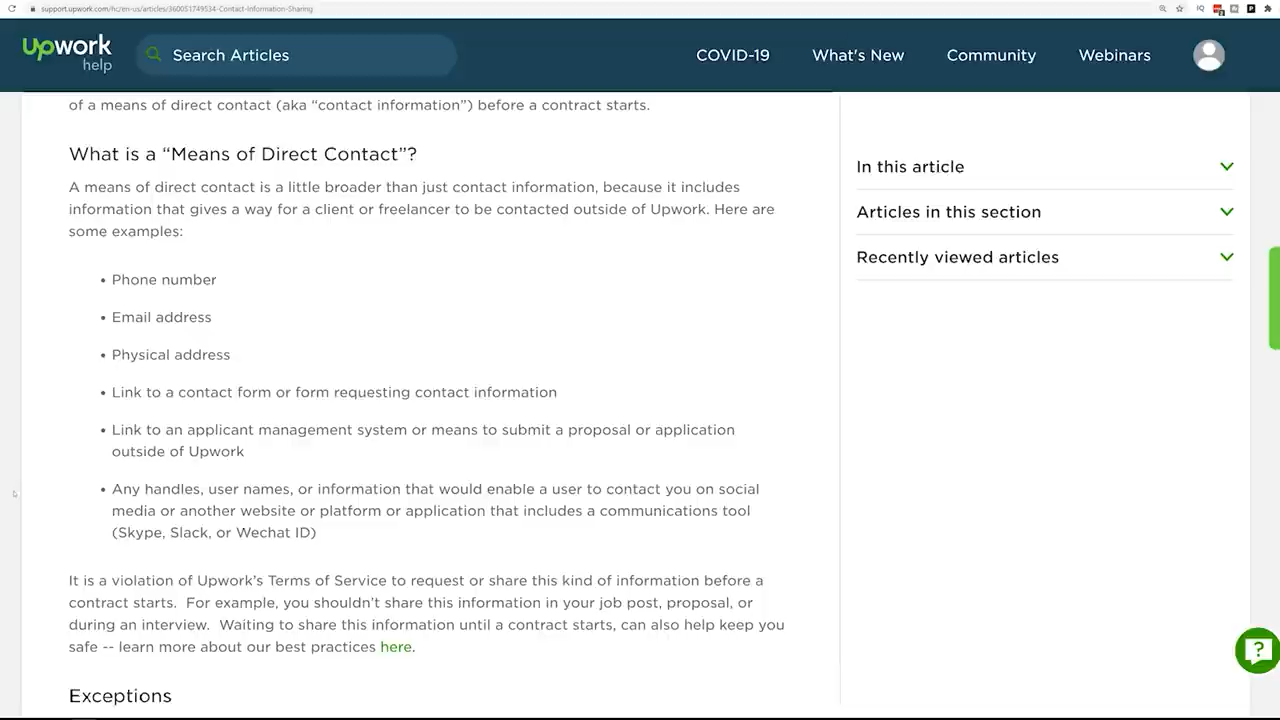 support.upwork.com/hc/en-us/articles/360051749534-Contact-Information-Sharing
upwork
help
Search Articles
COVID-19
What's New
Community
Webinars
of a means of direct contact (aka “contact information”) before a contract starts.
What is a “Means of Direct Contact”?
A means of direct contact is a little broader than just contact information, because it includes
information that gives a way for a client or freelancer to be contacted outside of Upwork. Here are
some examples:
• Phone number
• Email address
• Physical address
• Link to a contact form or form requesting contact information
• Link to an applicant management system or means to submit a proposal or application
outside of Upwork
• Any handles, user names, or information that would enable a user to contact you on social
media or another website or platform or application that includes a communications tool
(Skype, Slack, or Wechat ID)
It is a violation of Upwork’s Terms of Service to request or share this kind of information before a
contract starts.  For example, you shouldn’t share this information in your job post, proposal, or
during an interview.  Waiting to share this information until a contract starts, can also help keep you
safe -- learn more about our best practices here.
Exceptions
In this article
Articles in this section
Recently viewed articles
?